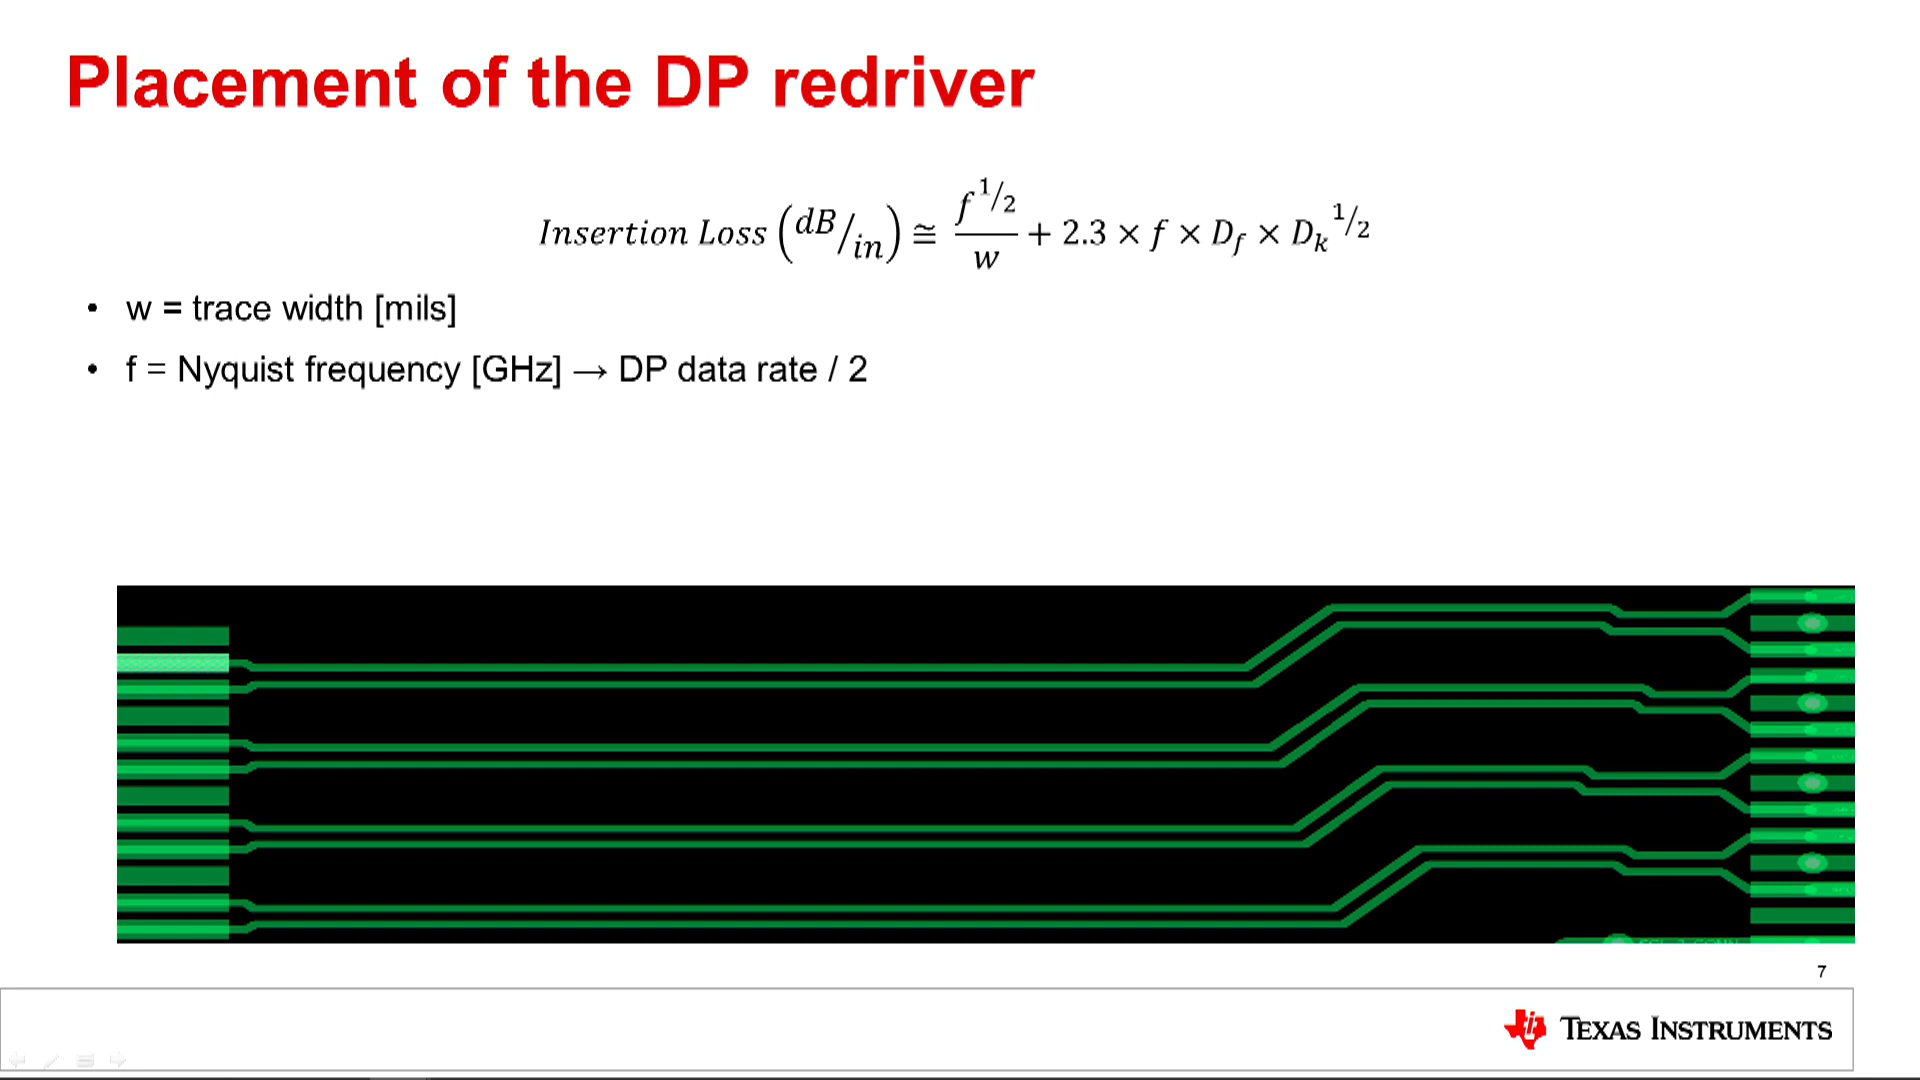 Placement of the DP redriver
Insertion Loss (dB/in) ≅ f^1/2 / w + 2.3 × f × D_f × D_k^1/2
• w = trace width [mils]
• f = Nyquist frequency [GHz] → DP data rate / 2
7
TEXAS INSTRUMENTS